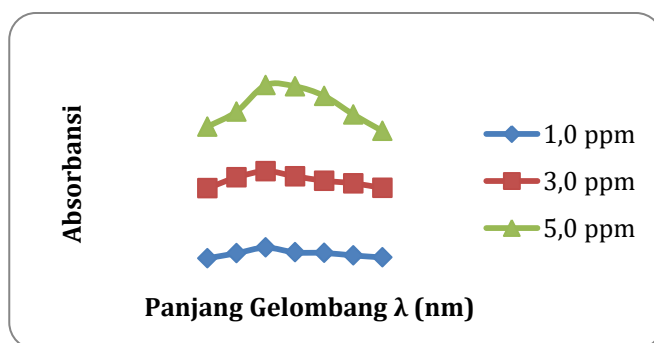 Absorbansi
1,0 ppm
3,0 ppm
5,0 ppm
Panjang Gelombang λ (nm)